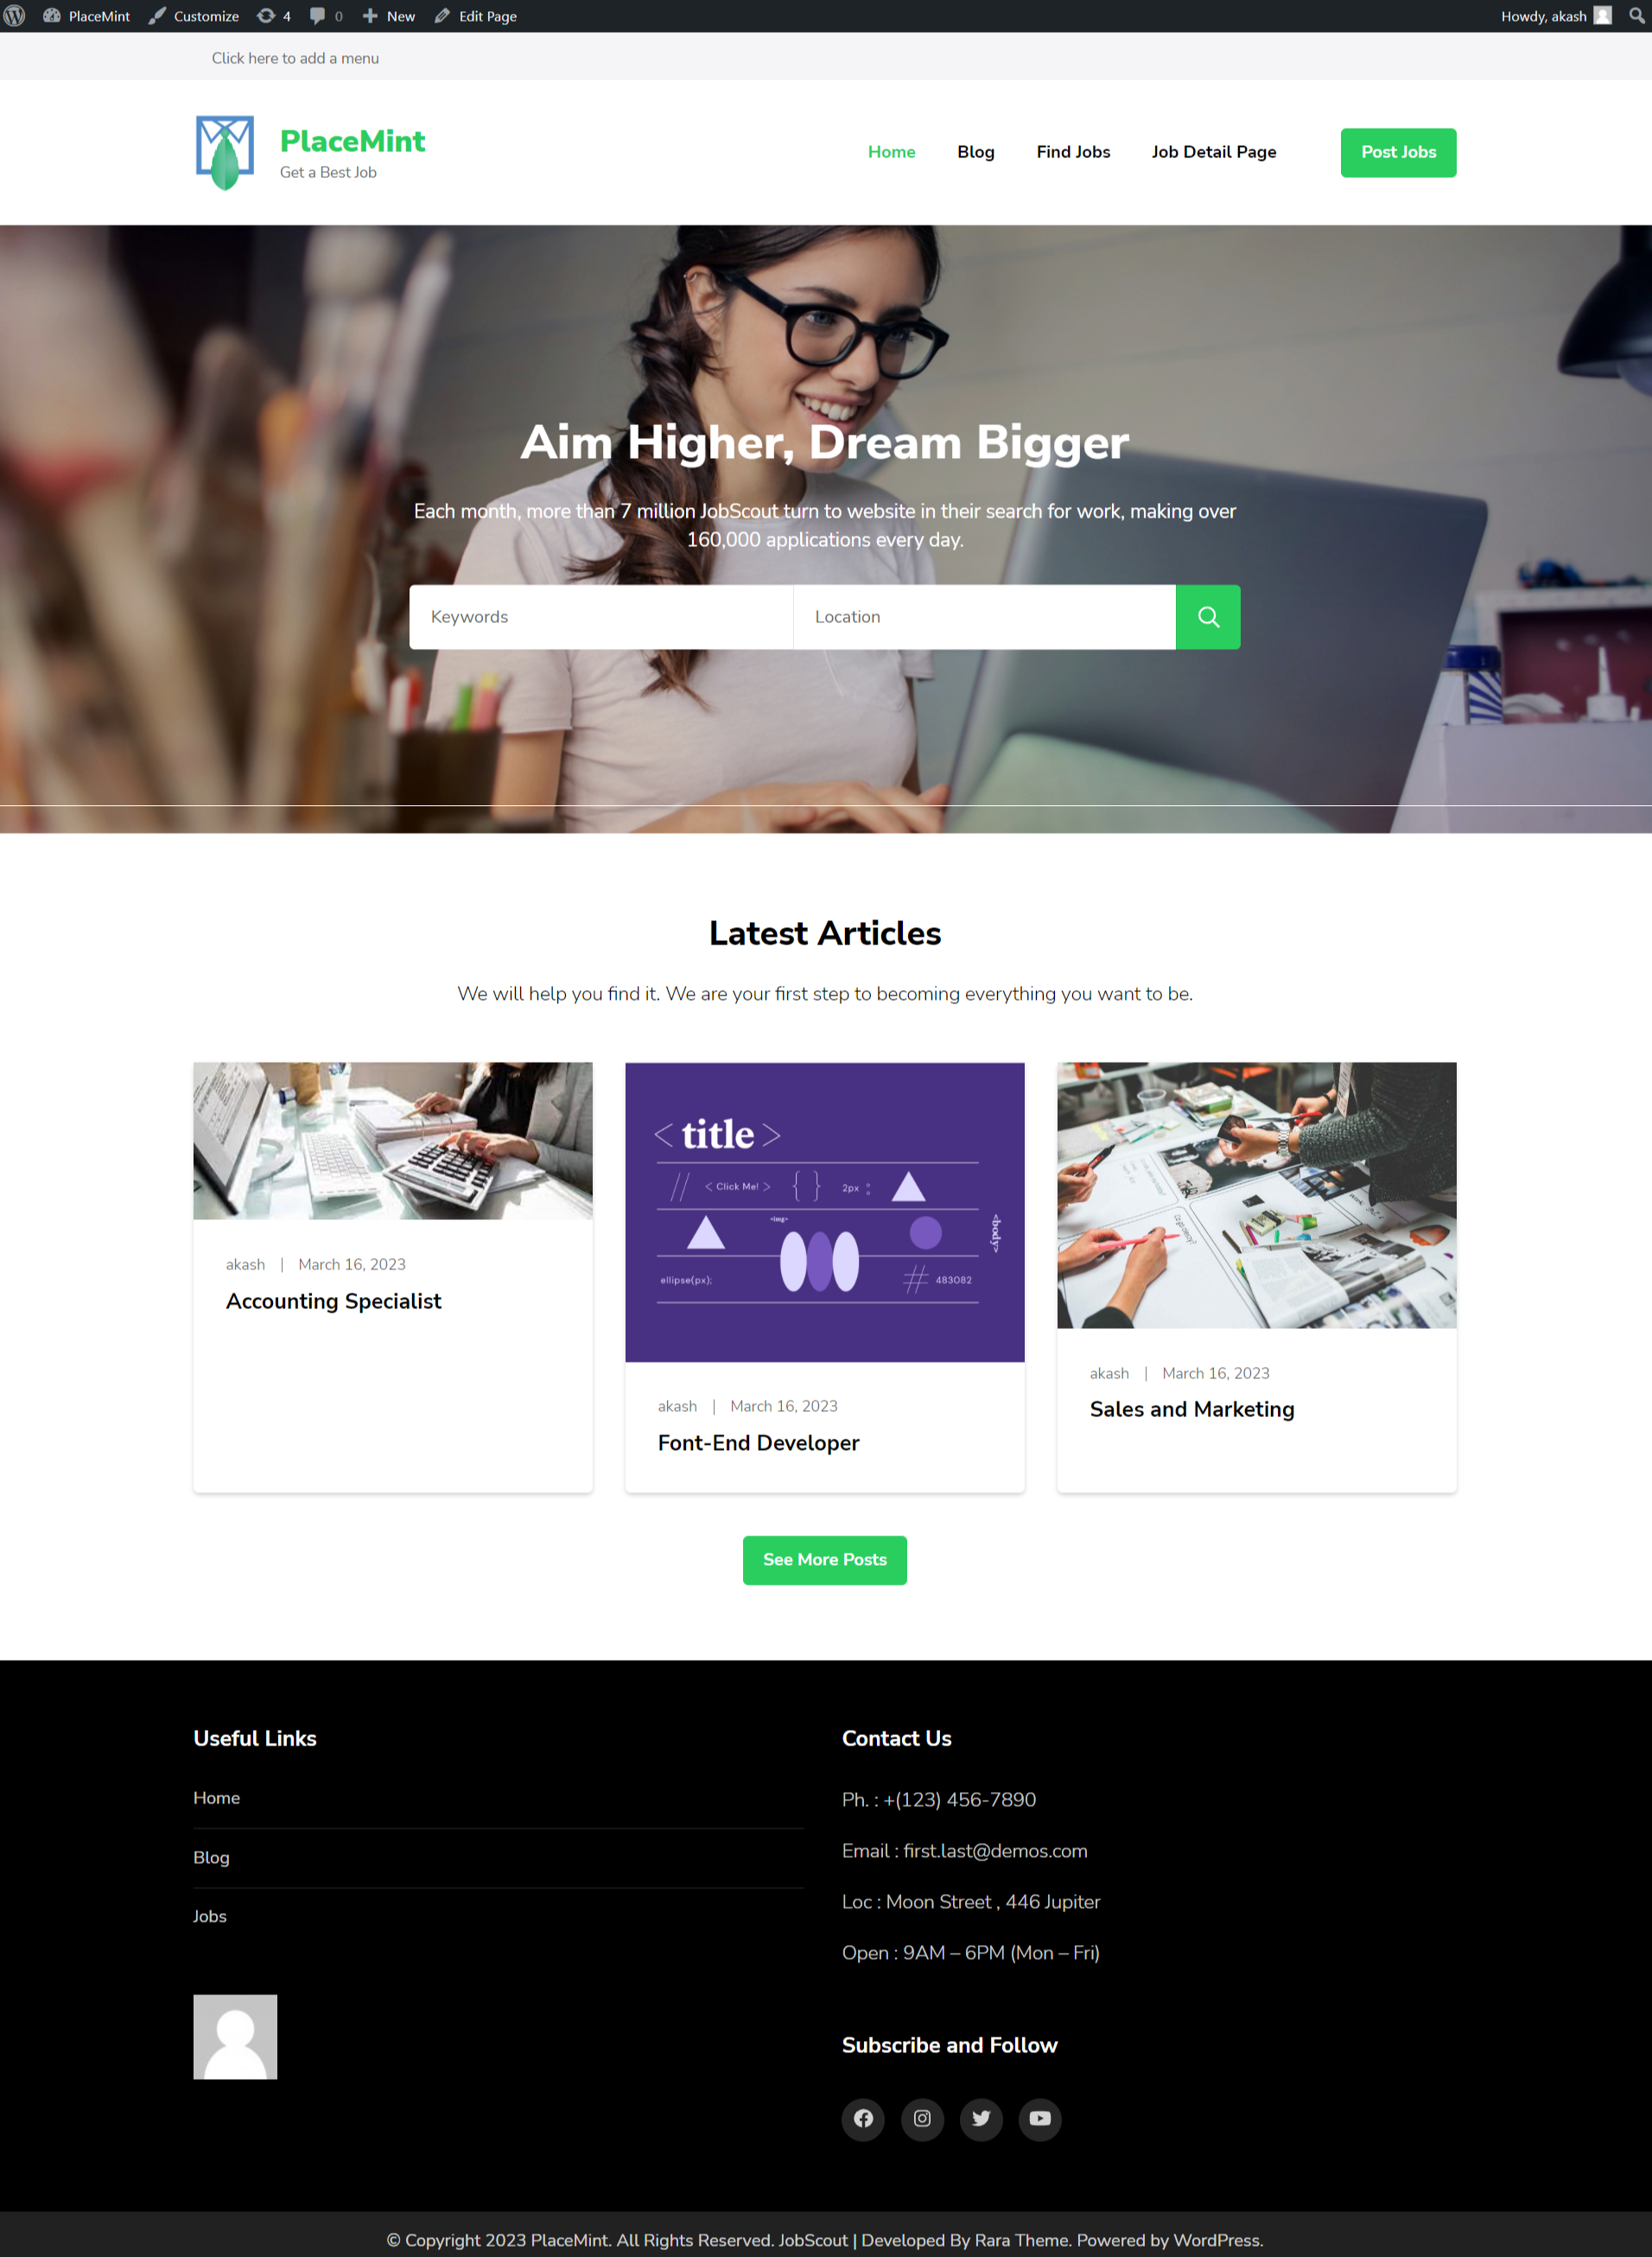 PlaceMint Customize 4 0 New Edit Page Howdy, akash
Click here to add a menu
PlaceMint
Get a Best Job
Home Blog Find Jobs Job Detail Page Post Jobs
Aim Higher, Dream Bigger
Each month, more than 7 million JobScout turn to website in their search for work, making over
160,000 applications every day.
Keywords Location
Latest Articles
We will help you find it. We are your first step to becoming everything you want to be.
< title >
// < Click Me! > { } 2px :
<img>
<body>
ellipse(px); # 483082
akash | March 16, 2023
Accounting Specialist
akash | March 16, 2023
Font-End Developer
akash | March 16, 2023
Sales and Marketing
See More Posts
Useful Links
Home
Blog
Jobs
Contact Us
Ph. : +(123) 456-7890
Email : first.last@demos.com
Loc : Moon Street , 446 Jupiter
Open : 9AM – 6PM (Mon – Fri)
Subscribe and Follow
© Copyright 2023 PlaceMint. All Rights Reserved. JobScout | Developed By Rara Theme. Powered by WordPress.